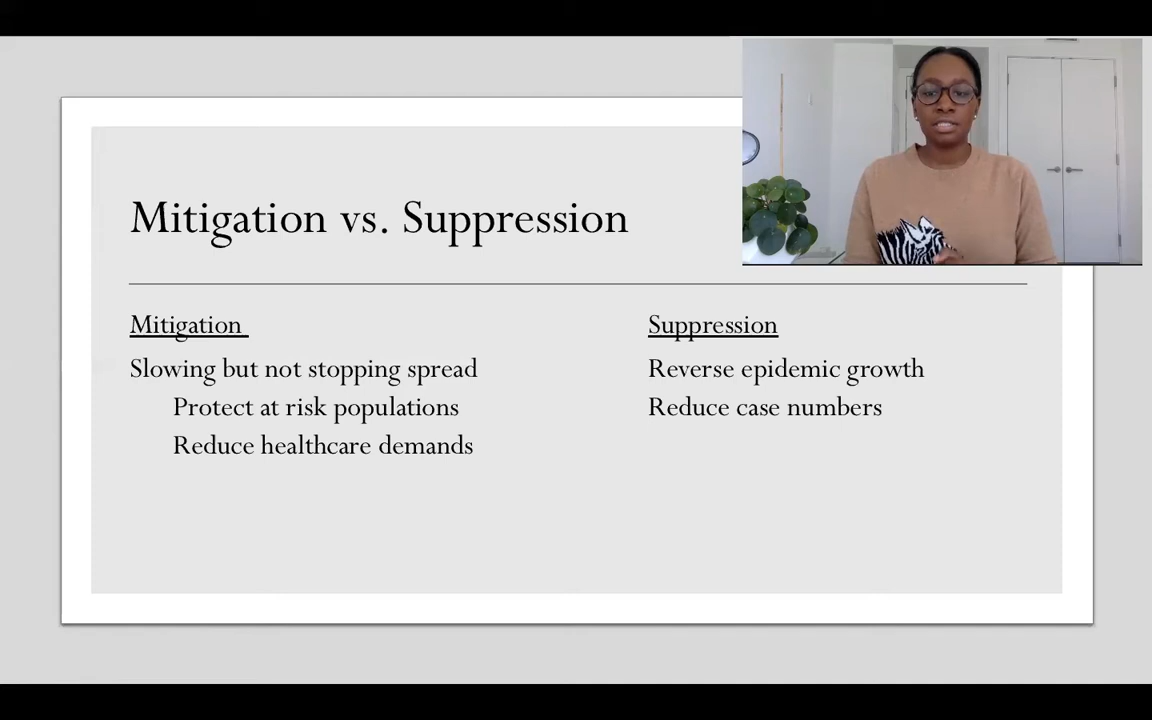 Mitigation vs. Suppression
Mitigation
Slowing but not stopping spread
Protect at risk populations
Reduce healthcare demands
Suppression
Reverse epidemic growth
Reduce case numbers